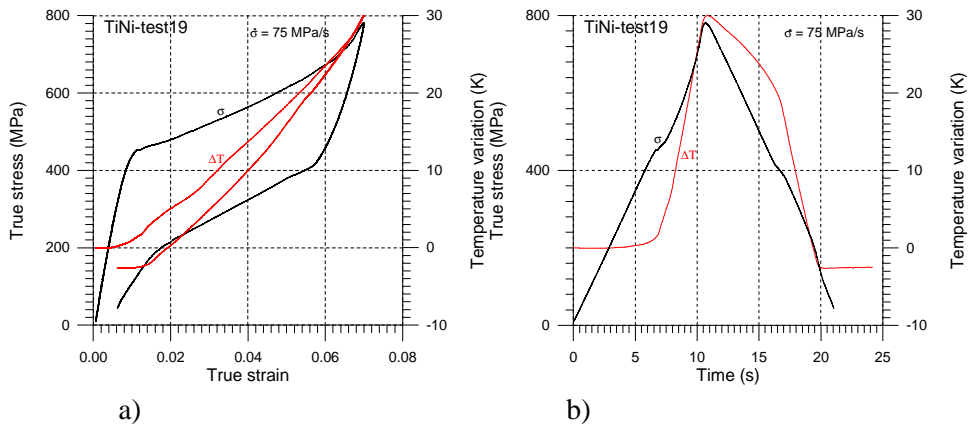 TiNi-test19
σ̇ = 75 MPa/s
σ
ΔT
800
600
400
200
0
True stress (MPa)
0.00 0.02 0.04 0.06 0.08
True strain
30
20
10
0
-10
Temperature variation (K)
a)
TiNi-test19
σ̇ = 75 MPa/s
σ
ΔT
800
600
400
200
0
True stress (MPa)
0 5 10 15 20 25
Time (s)
30
20
10
0
-10
Temperature variation (K)
b)